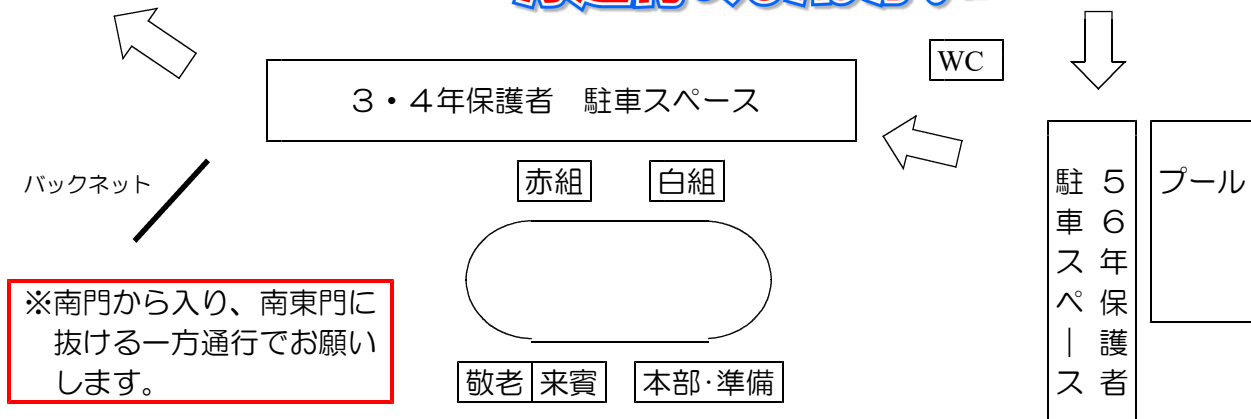 WC
３・４年保護者　駐車スペース
バックネット
赤組
白組
５６年保護者
駐車スペース
プール
※南門から入り、南東門に
抜ける一方通行でお願い
します。
敬老
来賓
本部・準備